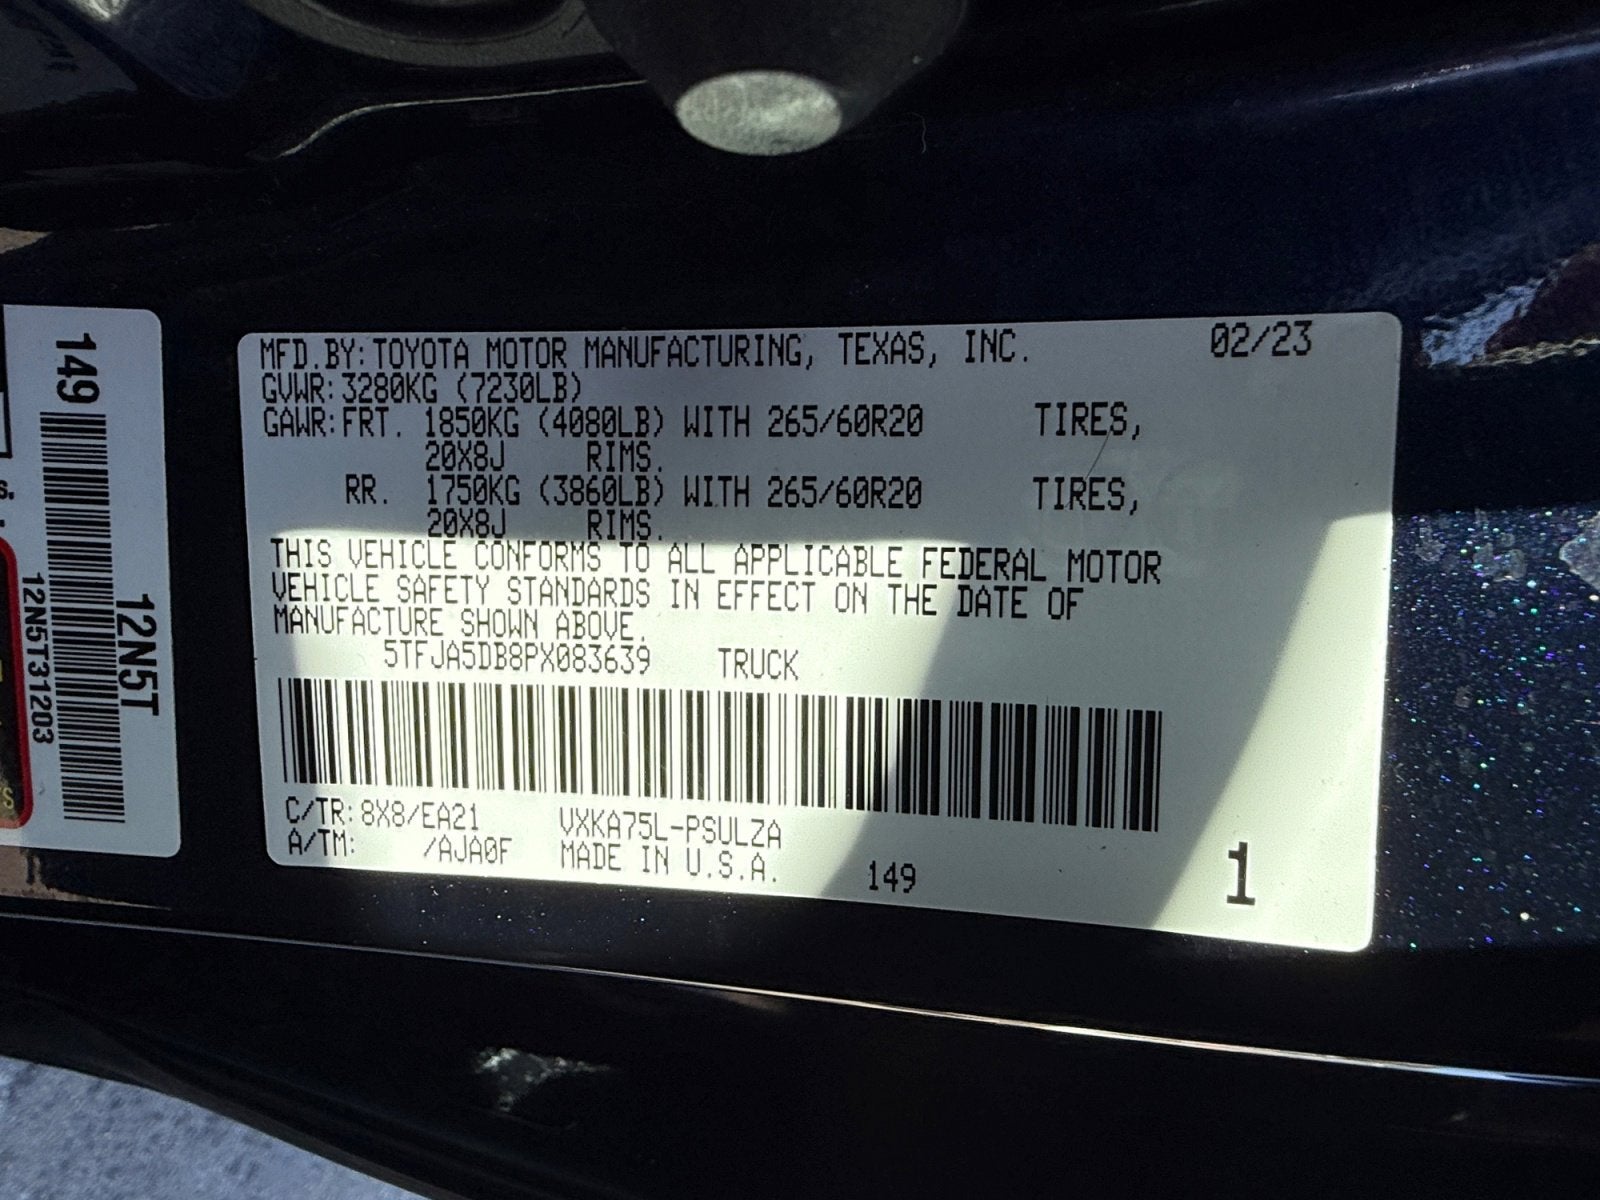 MFD.BY:TOYOTA MOTOR MANUFACTURING, TEXAS, INC. 02/23
GVWR:3280KG (7230LB)
GAWR:FRT. 1850KG (4080LB) WITH 265/60R20 TIRES,
20X8J RIMS.
RR. 1750KG (3860LB) WITH 265/60R20 TIRES,
20X8J RIMS.
THIS VEHICLE CONFORMS TO ALL APPLICABLE FEDERAL MOTOR
VEHICLE SAFETY STANDARDS IN EFFECT ON THE DATE OF
MANUFACTURE SHOWN ABOVE.
5TFJA5DB8PX083639 TRUCK
C/TR:8X8/EA21 VXKA75L-PSULZA
A/TM: /AJA0F MADE IN U.S.A. 149 1
149
12N5T
12N5T31203